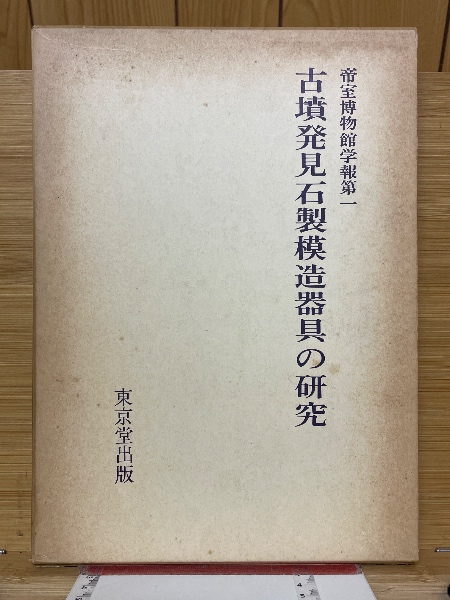 帝室博物館学報第一
古墳発見石製模造器具の研究
東京堂出版